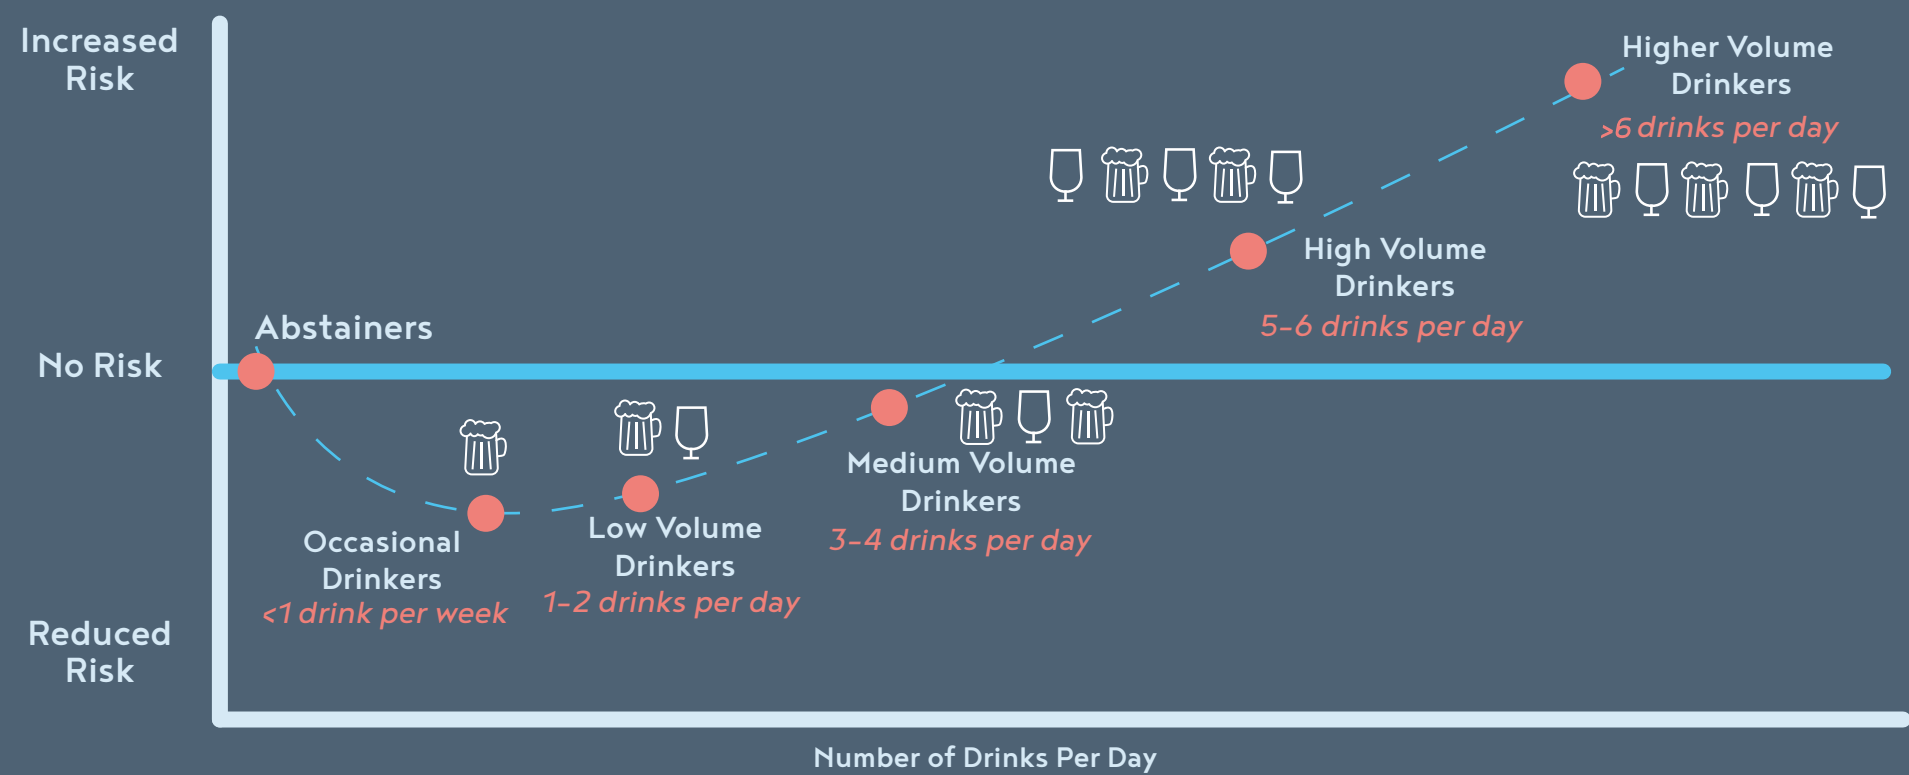 Increased
Risk
No Risk
Reduced
Risk
Abstainers
Occasional
Drinkers
<1 drink per week
Low Volume
Drinkers
1-2 drinks per day
Medium Volume
Drinkers
3-4 drinks per day
High Volume
Drinkers
5-6 drinks per day
Higher Volume
Drinkers
>6 drinks per day
Number of Drinks Per Day